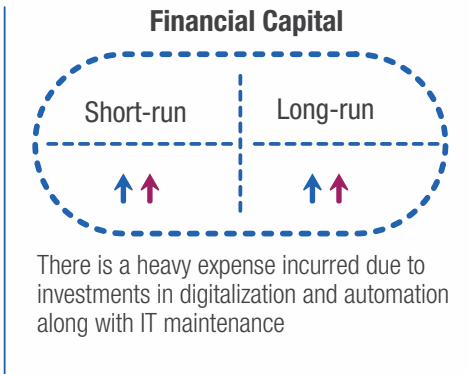 Financial Capital
Short-run
Long-run
There is a heavy expense incurred due to
investments in digitalization and automation
along with IT maintenance